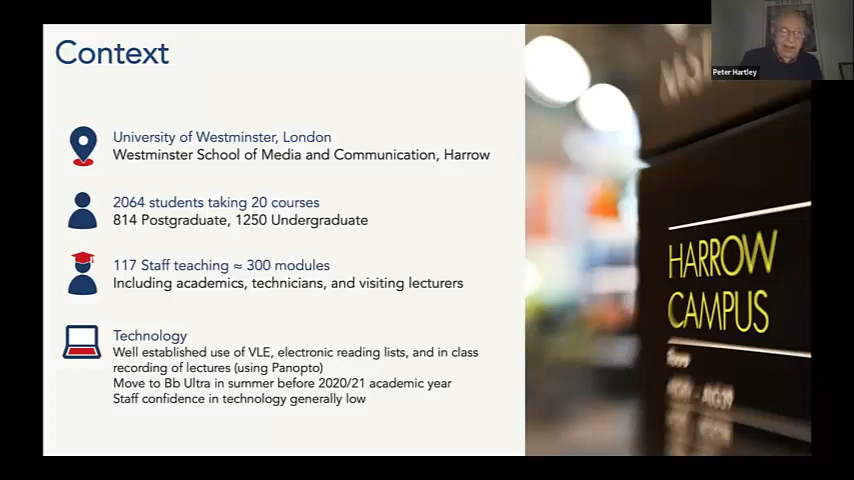 Context
University of Westminster, London
Westminster School of Media and Communication, Harrow
2064 students taking 20 courses
814 Postgraduate, 1250 Undergraduate
117 Staff teaching ≈ 300 modules
Including academics, technicians, and visiting lecturers
Technology
Well established use of VLE, electronic reading lists, and in class
recording of lectures (using Panopto)
Move to Bb Ultra in summer before 2020/21 academic year
Staff confidence in technology generally low
Peter Hartley
HARROW
CAMPUS